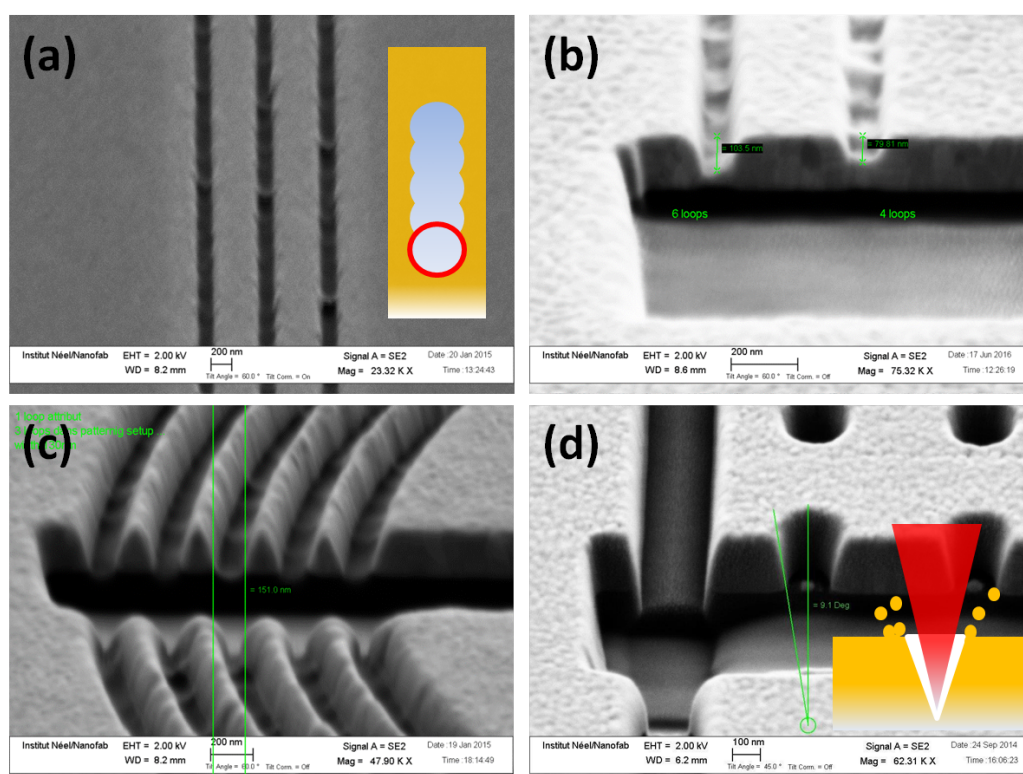 (a)
Institut Néel/Nanofab
EHT = 2.00 kV
WD = 8.2 mm
200 nm
Tilt Angle = 60.0 ° Tilt Corrn. = On
Signal A = SE2
Mag = 23.32 K X
Date :20 Jan 2015
Time :13:24:43
(b)
= 103.5 nm
= 79.81 nm
6 loops
4 loops
Institut Néel/Nanofab
EHT = 2.00 kV
WD = 8.6 mm
200 nm
Tilt Angle = 60.0 ° Tilt Corrn. = Off
Signal A = SE2
Mag = 75.32 K X
Date :17 Jun 2016
Time :12:26:19
(c)
setup
= 151.0 nm
Institut Néel/Nanofab
EHT = 2.00 kV
WD = 8.2 mm
200 nm
Tilt Angle = 60.0 ° Tilt Corrn. = Off
Signal A = SE2
Mag = 47.90 K X
Date :19 Jan 2015
Time :18:14:49
(d)
= 9.1 Deg
Institut Néel/Nanofab
EHT = 2.00 kV
WD = 6.2 mm
100 nm
Tilt Angle = 45.0 ° Tilt Corrn. = Off
Signal A = SE2
Mag = 62.31 K X
Date :24 Sep 2014
Time :16:06:23